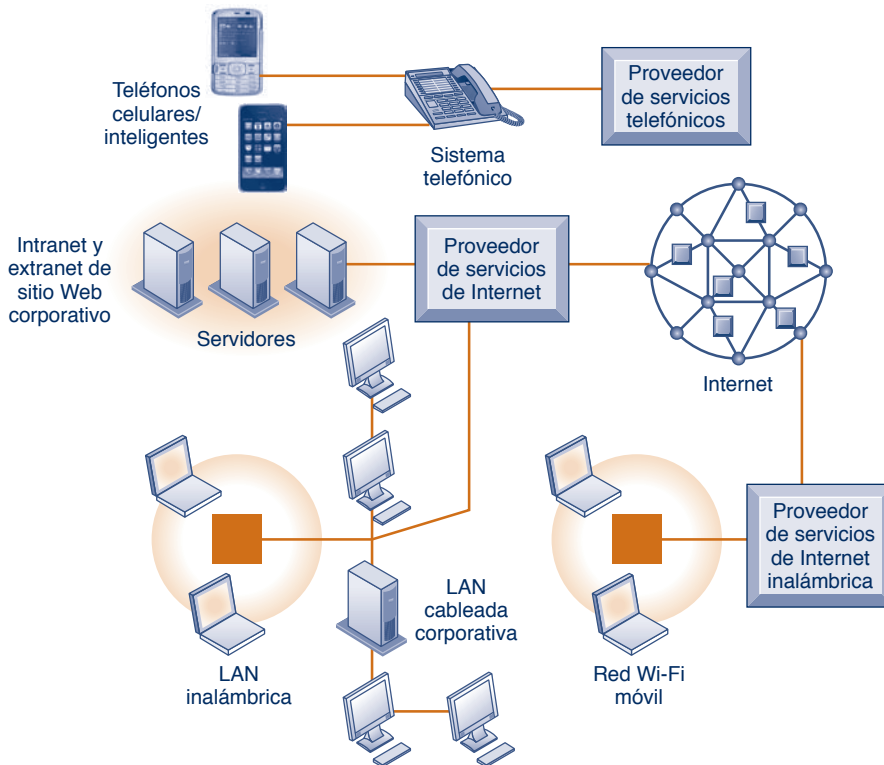 Teléfonos
celulares/
inteligentes
Sistema
telefónico
Proveedor
de servicios
telefónicos
Intranet y
extranet de
sitio Web
corporativo
Servidores
Proveedor
de servicios
de Internet
Internet
LAN
inalámbrica
LAN
cableada
corporativa
Red Wi-Fi
móvil
Proveedor
de servicios
de Internet
inalámbrica